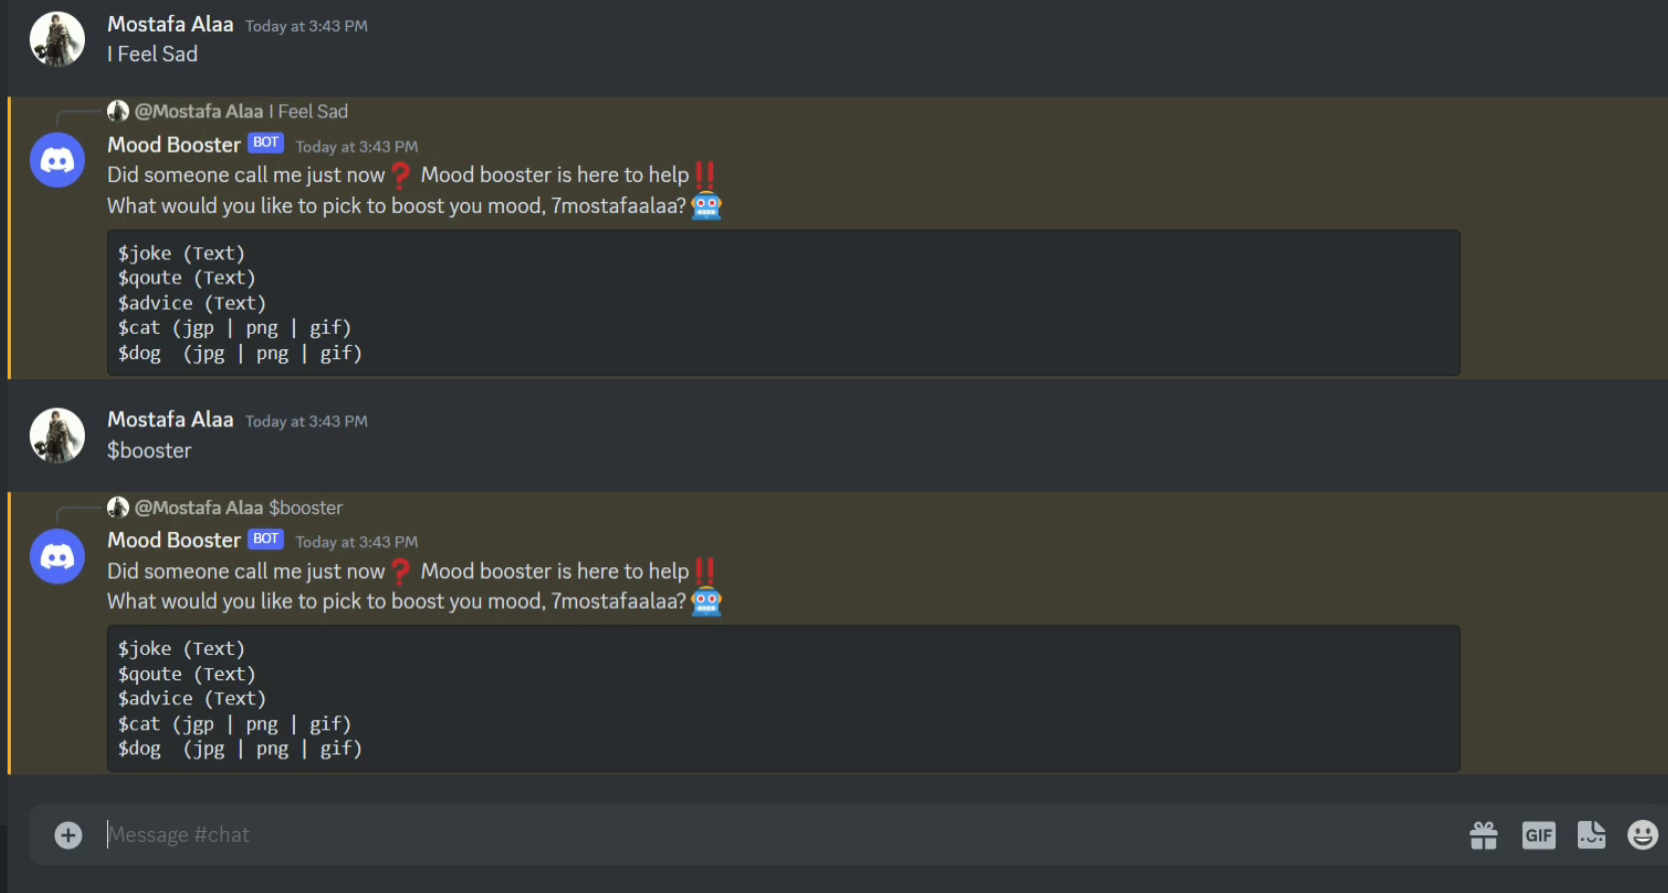 Mostafa Alaa Today at 3:43 PM
I Feel Sad
@Mostafa Alaa I Feel Sad
Mood Booster BOT Today at 3:43 PM
Did someone call me just now❓ Mood booster is here to help‼️
What would you like to pick to boost you mood, 7mostafaalaa?🤖
$joke (Text)
$qoute (Text)
$advice (Text)
$cat (jgp | png | gif)
$dog  (jpg | png | gif)
Mostafa Alaa Today at 3:43 PM
$booster
@Mostafa Alaa $booster
Mood Booster BOT Today at 3:43 PM
Did someone call me just now❓ Mood booster is here to help‼️
What would you like to pick to boost you mood, 7mostafaalaa?🤖
$joke (Text)
$qoute (Text)
$advice (Text)
$cat (jgp | png | gif)
$dog  (jpg | png | gif)
Message #chat
GIF